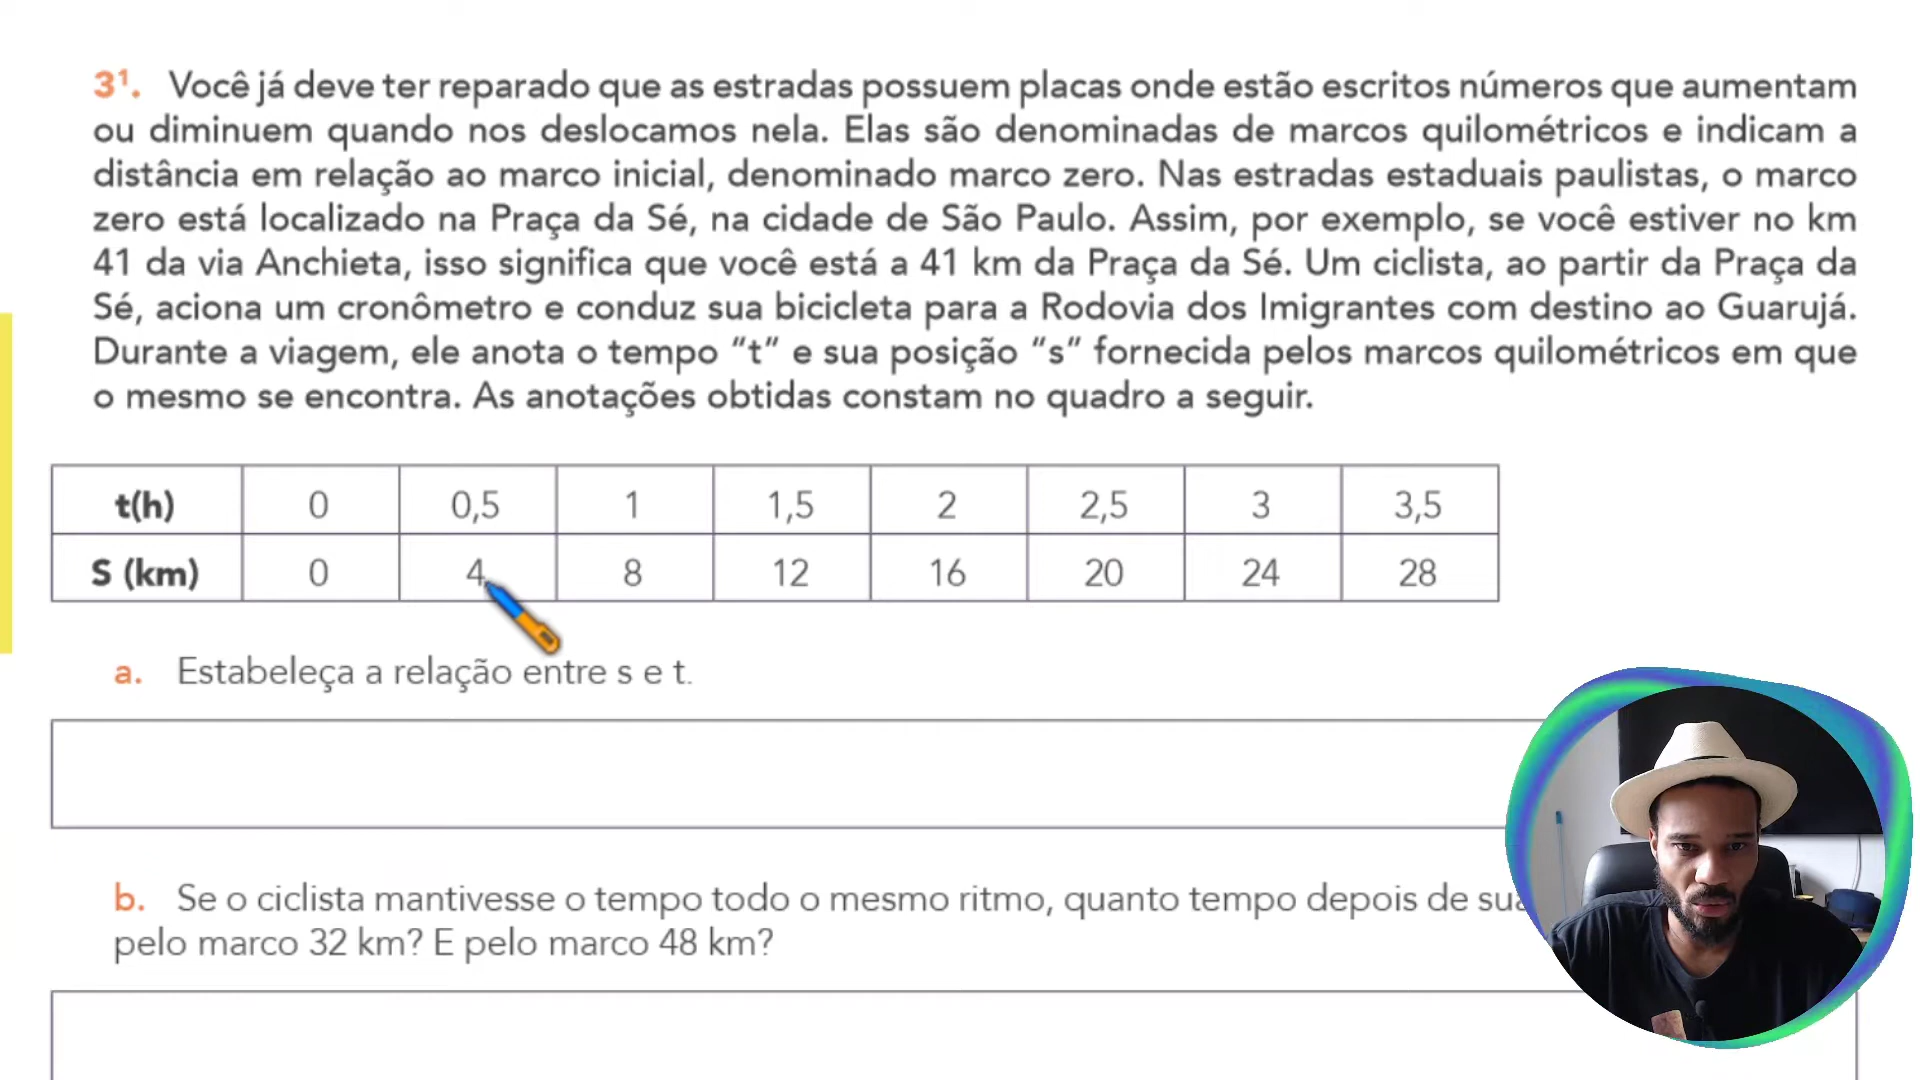 3¹. Você já deve ter reparado que as estradas possuem placas onde estão escritos números que aumentam
ou diminuem quando nos deslocamos nela. Elas são denominadas de marcos quilométricos e indicam a
distância em relação ao marco inicial, denominado marco zero. Nas estradas estaduais paulistas, o marco
zero está localizado na Praça da Sé, na cidade de São Paulo. Assim, por exemplo, se você estiver no km
41 da via Anchieta, isso significa que você está a 41 km da Praça da Sé. Um ciclista, ao partir da Praça da
Sé, aciona um cronômetro e conduz sua bicicleta para a Rodovia dos Imigrantes com destino ao Guarujá.
Durante a viagem, ele anota o tempo “t” e sua posição “s” fornecida pelos marcos quilométricos em que
o mesmo se encontra. As anotações obtidas constam no quadro a seguir.
t(h) 0 0,5 1 1,5 2 2,5 3 3,5
S (km) 0 4 8 12 16 20 24 28
a. Estabeleça a relação entre s e t.
b. Se o ciclista mantivesse o tempo todo o mesmo ritmo, quanto tempo depois de
pelo marco 32 km? E pelo marco 48 km?